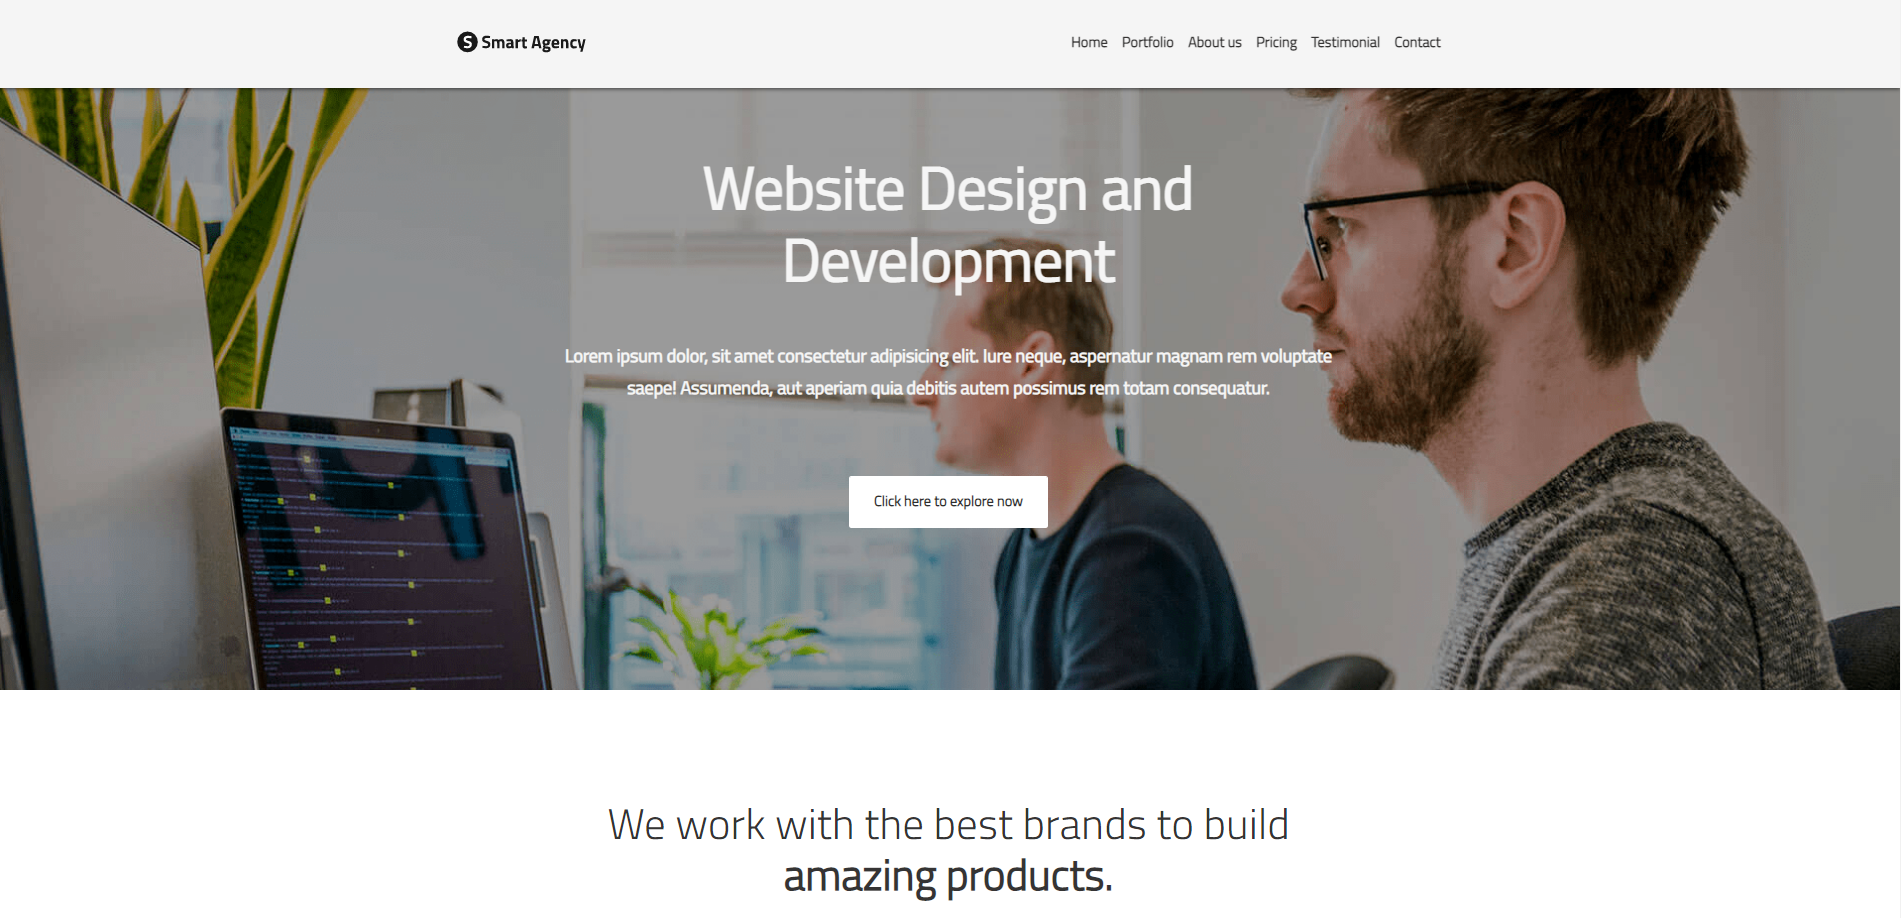 S Smart Agency
Home Portfolio About us Pricing Testimonial Contact
Website Design and
Development
Lorem ipsum dolor, sit amet consectetur adipisicing elit. Iure neque, aspernatur magnam rem voluptate
saepe! Assumenda, aut aperiam quia debitis autem possimus rem totam consequatur.
Click here to explore now
We work with the best brands to build
amazing products.